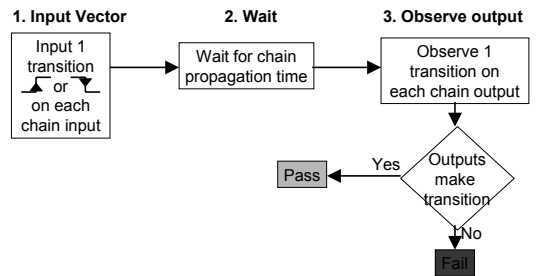 1. Input Vector
2. Wait
3. Observe output
Input 1
transition
or
on each
chain input
Wait for chain
propagation time
Observe 1
transition on
each chain output
Outputs
make
transition
Yes
Pass
No
Fail